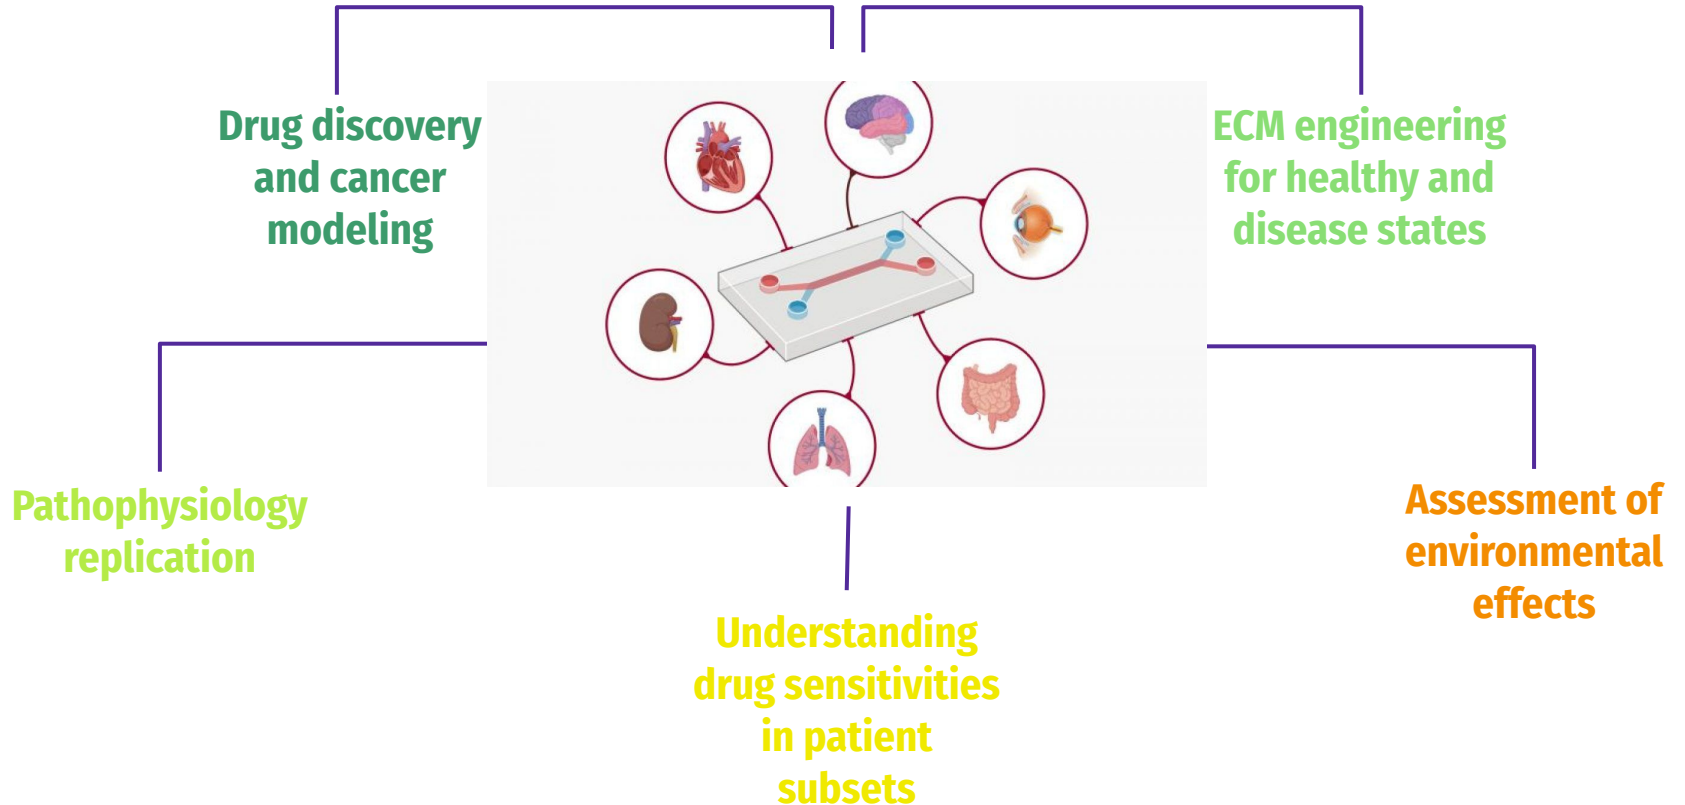 Drug discovery
and cancer
modeling
ECM engineering
for healthy and
disease states
Pathophysiology
replication
Assessment of
environmental
effects
Understanding
drug sensitivities
in patient
subsets